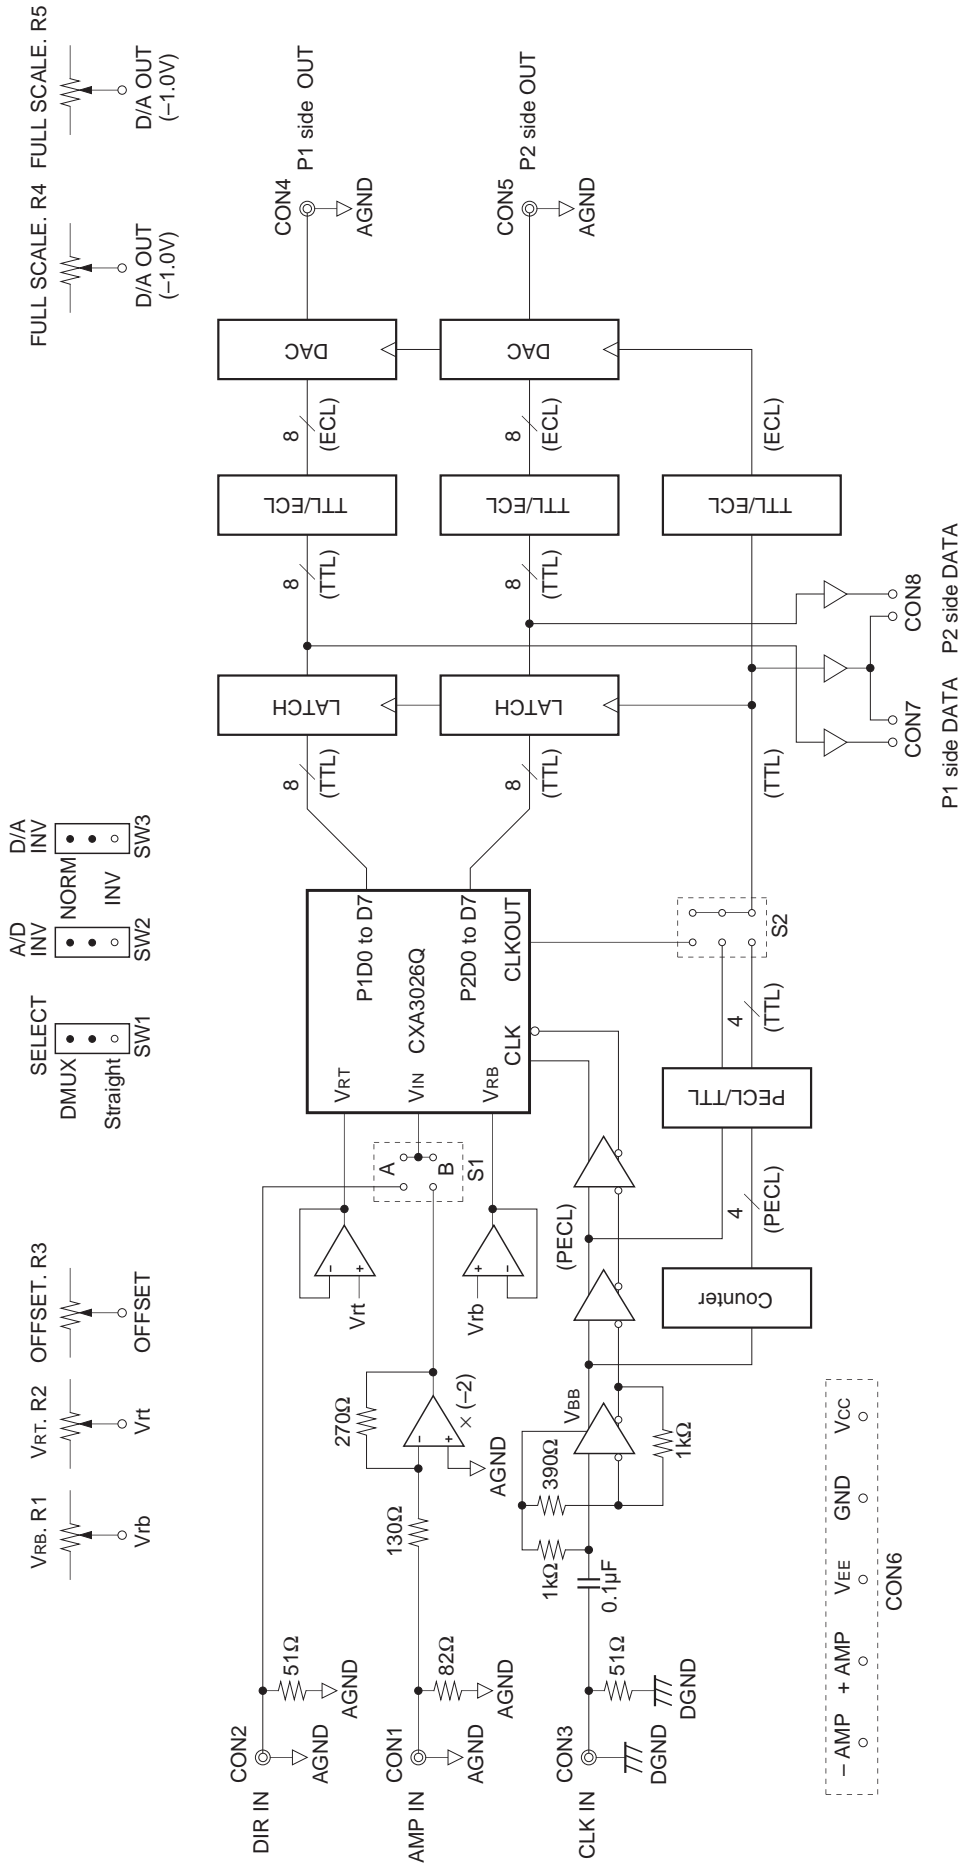 VRB. R1
Vrb
VRT. R2
Vrt
OFFSET. R3
OFFSET
SELECT
DMUX
Straight
SW1
A/D
INV
SW2
D/A
INV
NORM
INV
SW3
FULL SCALE. R4
D/A OUT
(–1.0V)
FULL SCALE. R5
D/A OUT
(–1.0V)
DIR IN
CON2
AGND
51Ω
AGND
AMP IN
CON1
AGND
82Ω
AGND
130Ω
270Ω
× (–2)
AGND
–
+
Vrt
–
+
Vrb
+
–
A
B
S1
VRT
VIN
VRB
CXA3026Q
P1D0 to D7
P2D0 to D7
CLK
CLKOUT
8
(TTL)
LATCH
8
(TTL)
TTL/ECL
8
(ECL)
DAC
CON4
P1 side OUT
AGND
8
(TTL)
LATCH
8
(TTL)
TTL/ECL
8
(ECL)
DAC
CON5
P2 side OUT
AGND
CLK IN
CON3
DGND
51Ω
DGND
0.1µF
1kΩ
390Ω
VBB
1kΩ
(PECL)
Counter
4
(PECL)
PECL/TTL
4
(TTL)
S2
(TTL)
TTL/ECL
(ECL)
CON7
CON8
P1 side DATA
P2 side DATA
– AMP
+ AMP
VEE
GND
VCC
CON6